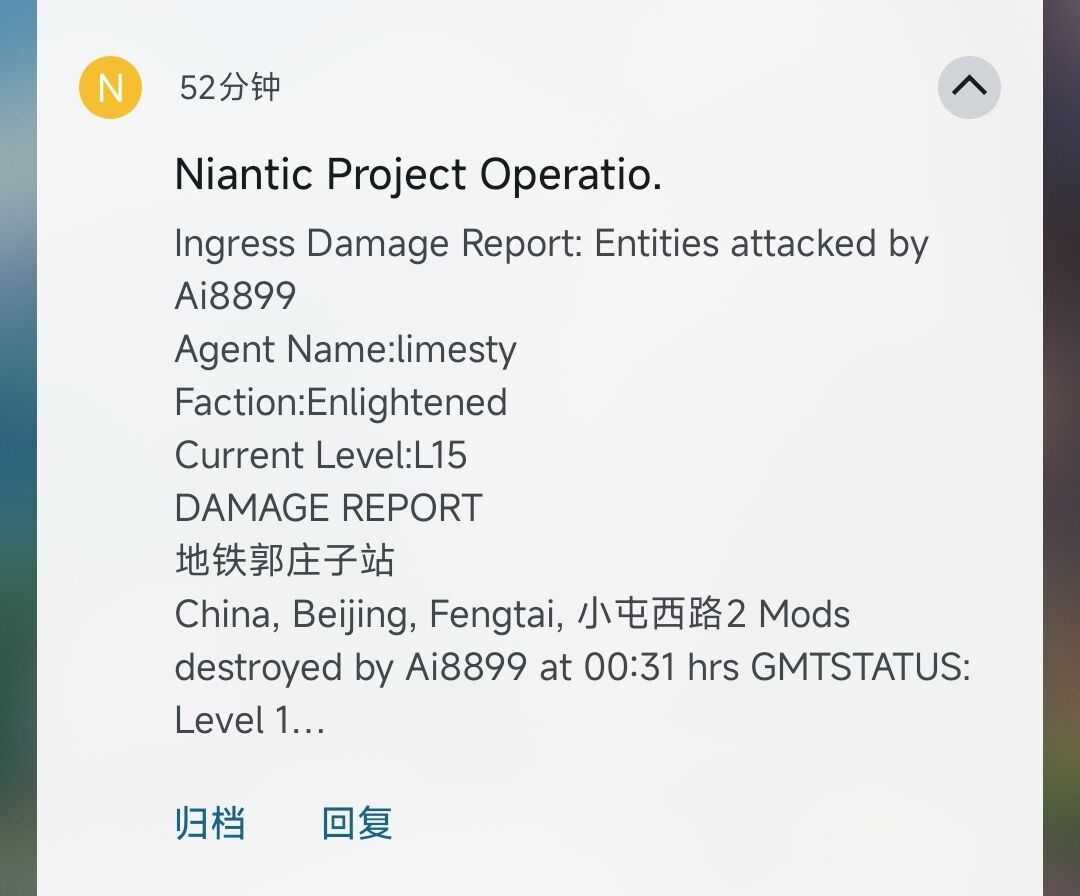 N 52分钟
Niantic Project Operatio.
Ingress Damage Report: Entities attacked by
Ai8899
Agent Name:limesty
Faction:Enlightened
Current Level:L15
DAMAGE REPORT
地铁郭庄子站
China, Beijing, Fengtai, 小屯西路2 Mods
destroyed by Ai8899 at 00:31 hrs GMTSTATUS:
Level 1…
归档 回复